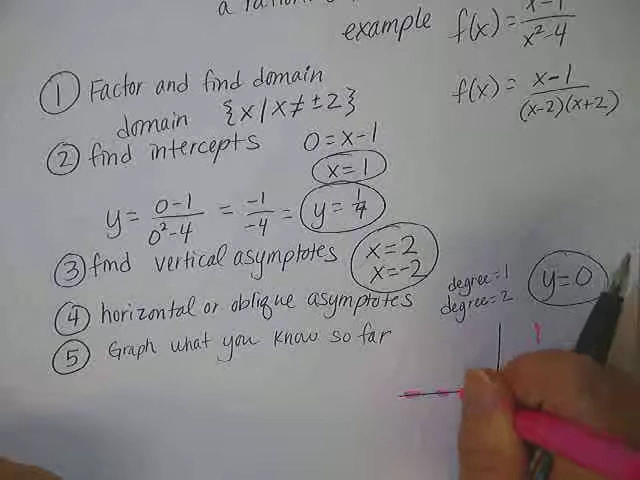 a ration
example f(x) = x-1 / x²-4
① Factor and find domain
domain {x | x ≠ ±2}
f(x) = x-1 / (x-2)(x+2)
② find intercepts 0 = x-1
x = 1
y = 0-1 / 0²-4 = -1 / -4 = y = 1/4
③ find vertical asymptotes x = 2
x = -2
④ horizontal or oblique asymptotes degree = 1
degree = 2
y = 0
⑤ Graph what you know so far